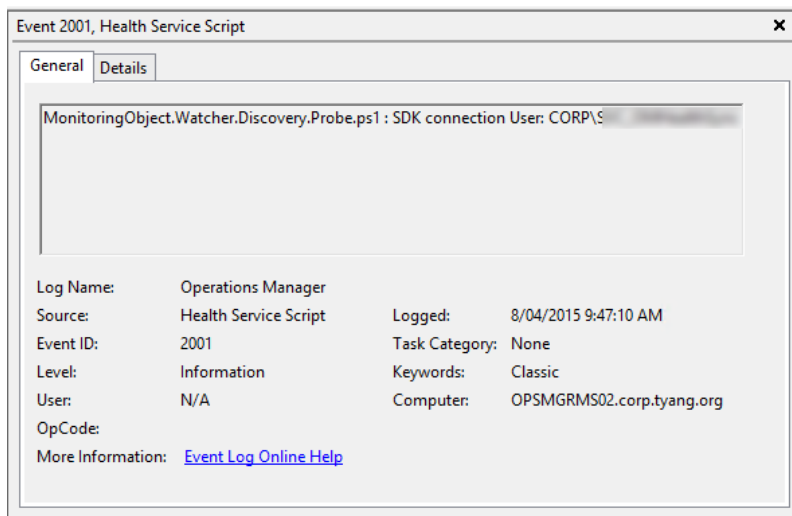 Event 2001, Health Service Script
General Details
MonitoringObject.Watcher.Discovery.Probe.ps1 : SDK connection User: CORP\
Log Name: Operations Manager
Source: Health Service Script Logged: 8/04/2015 9:47:10 AM
Event ID: 2001 Task Category: None
Level: Information Keywords: Classic
User: N/A Computer: OPSMGRMS02.corp.tyang.org
OpCode:
More Information: Event Log Online Help